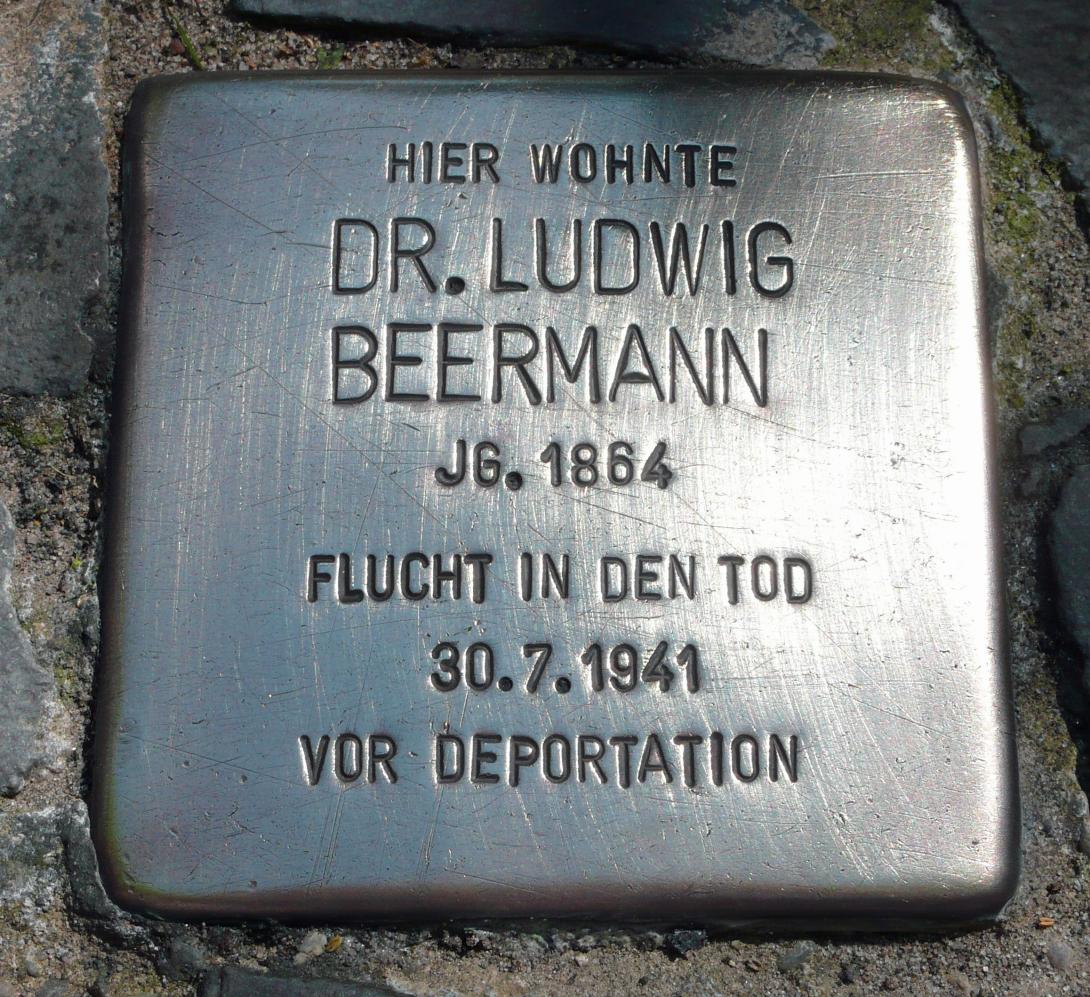 HIER WOHNTE
DR. LUDWIG
BEERMANN
JG. 1864
FLUCHT IN DEN TOD
30.7.1941
VOR DEPORTATION